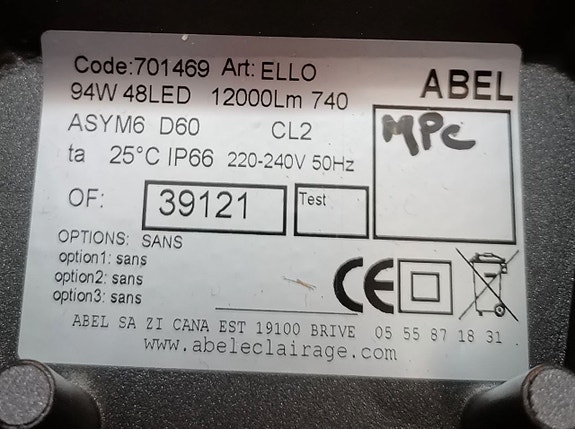 Code:701469 Art: ELLO
ABEL
94W 48LED 12000Lm 740
MPC
ASYM6 D60 CL2
ta 25°C IP66 220-240V 50Hz
OF: 39121 Test
OPTIONS: SANS
option1: sans
option2: sans
option3: sans
CE
ABEL SA ZI CANA EST 19100 BRIVE 05 55 87 18 31
www.abeleclairage.com